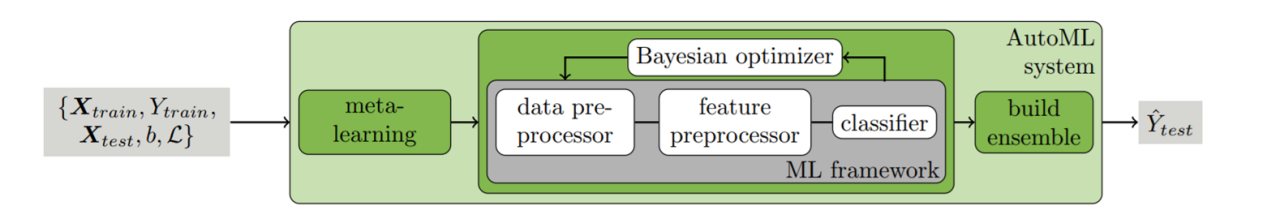 {X_train, Y_train,
X_test, b, L}
meta-
learning
Bayesian optimizer
data pre-
processor
feature
preprocessor
classifier
ML framework
AutoML
system
build
ensemble
Ŷ_test